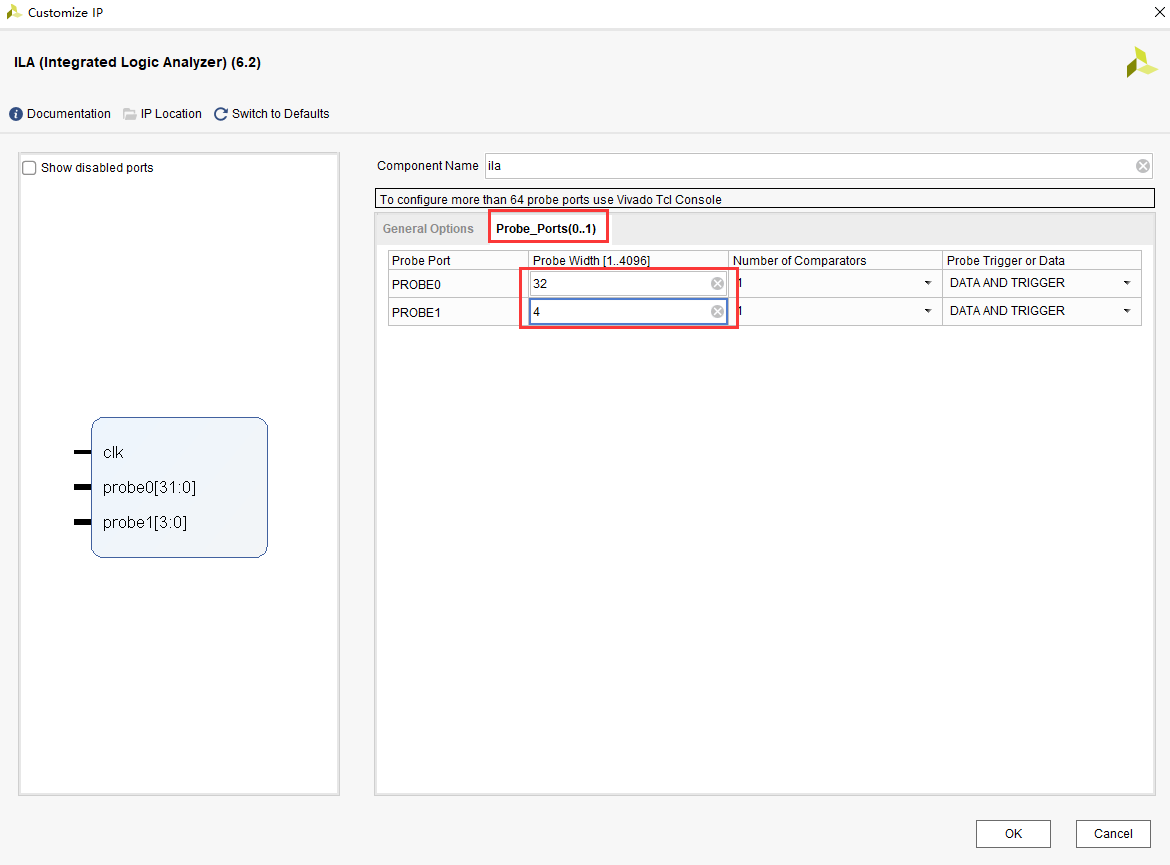 Customize IP
ILA (Integrated Logic Analyzer) (6.2)
Documentation IP Location Switch to Defaults
Show disabled ports
clk
probe0[31:0]
probe1[3:0]
Component Name ila
To configure more than 64 probe ports use Vivado Tcl Console
General Options Probe_Ports(0..1)
Probe Port Probe Width [1..4096] Number of Comparators Probe Trigger or Data
PROBE0 32 1 DATA AND TRIGGER
PROBE1 4 1 DATA AND TRIGGER
OK Cancel